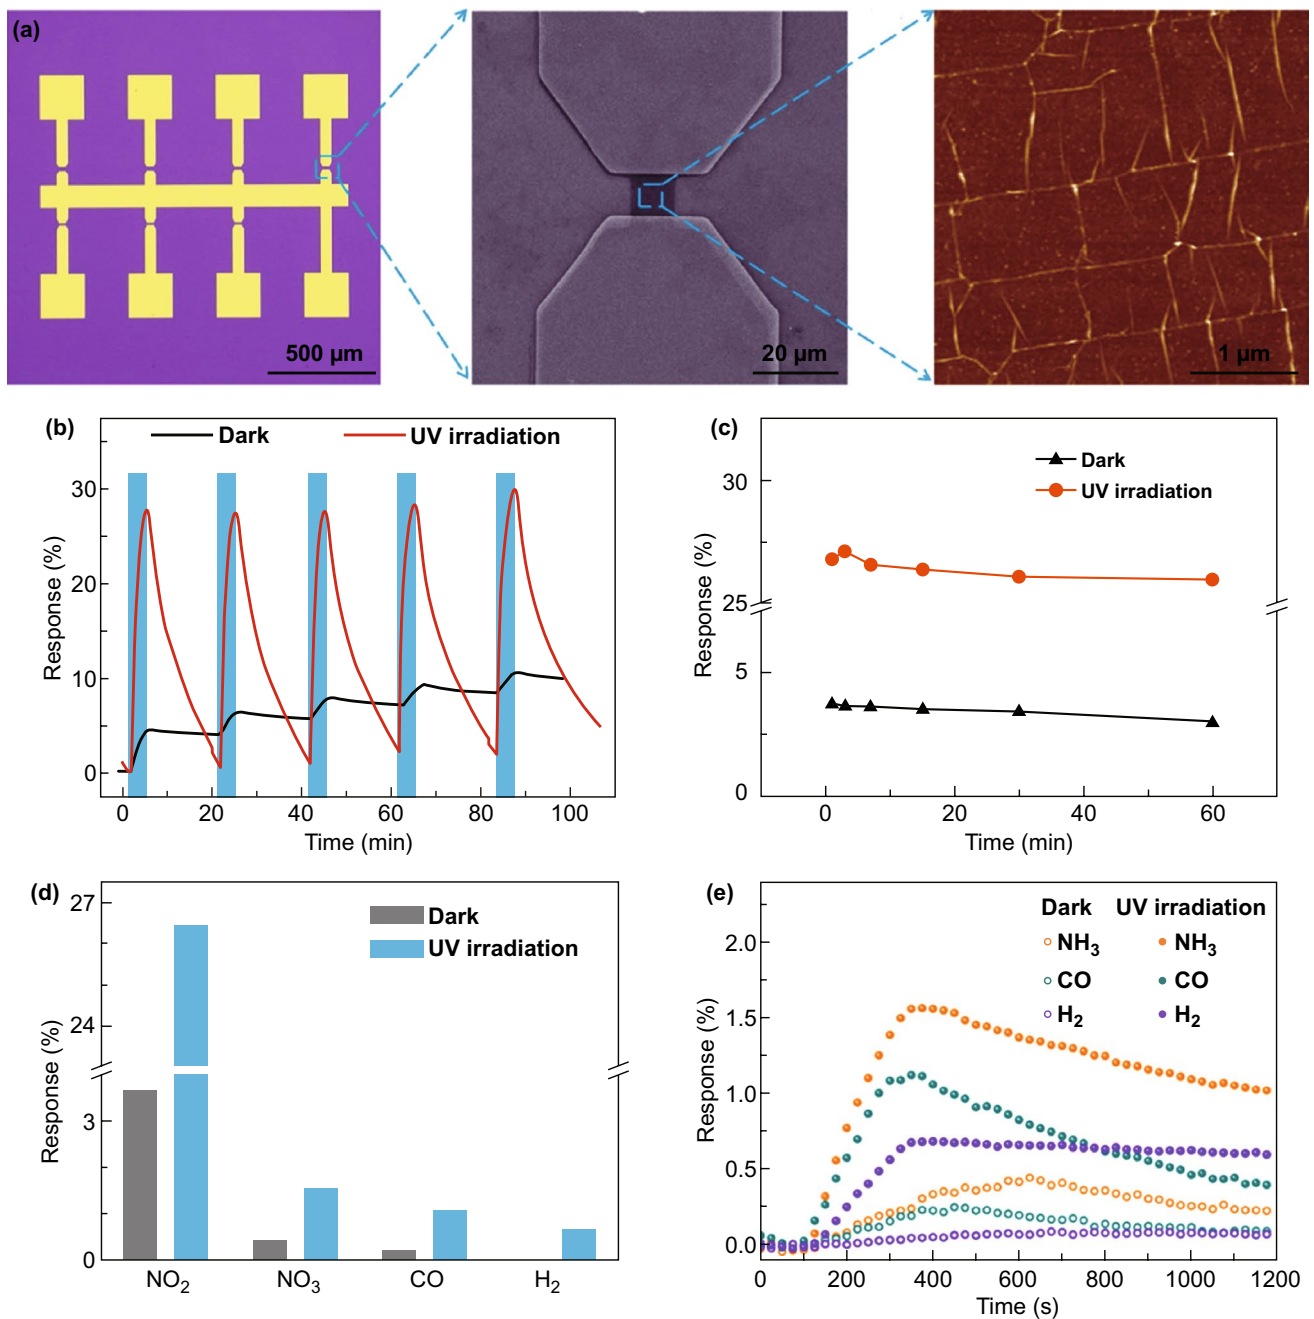 (a)
500 µm
20 µm
1 µm
(b)
Dark
UV irradiation
30
20
10
0
Response (%)
0
20
40
60
80
100
Time (min)
(c)
Dark
UV irradiation
30
25
5
0
Response (%)
0
20
40
60
Time (min)
(d)
Dark
UV irradiation
27
24
3
0
Response (%)
NO2
NO3
CO
H2
(e)
Dark UV irradiation
NH3 NH3
CO CO
H2 H2
2.0
1.5
1.0
0.5
0.0
Response (%)
0
200
400
600
800
1000
1200
Time (s)